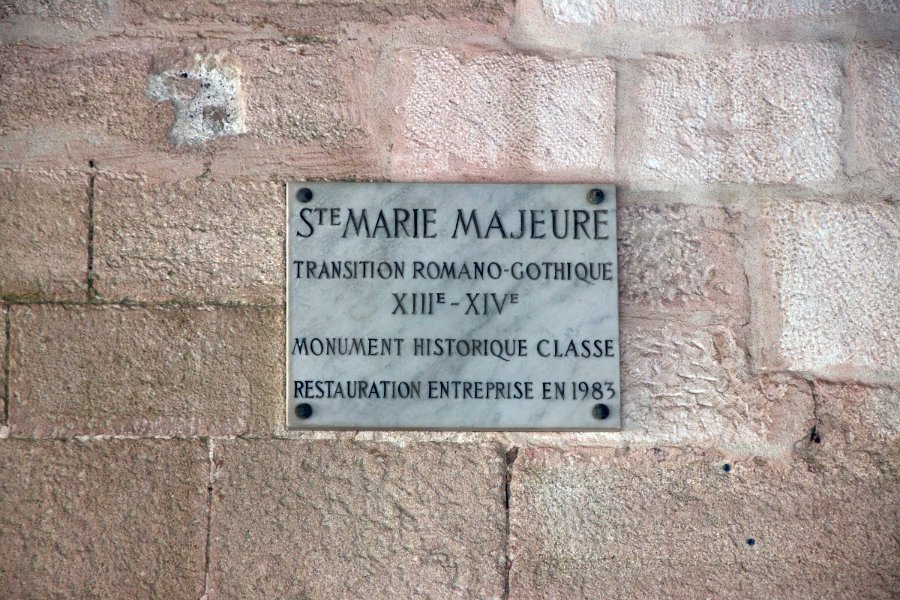 STE MARIE MAJEURE
TRANSITION ROMANO-GOTHIQUE
XIIIE-XIVE
MONUMENT HISTORIQUE CLASSE
RESTAURATION ENTREPRISE EN 1983